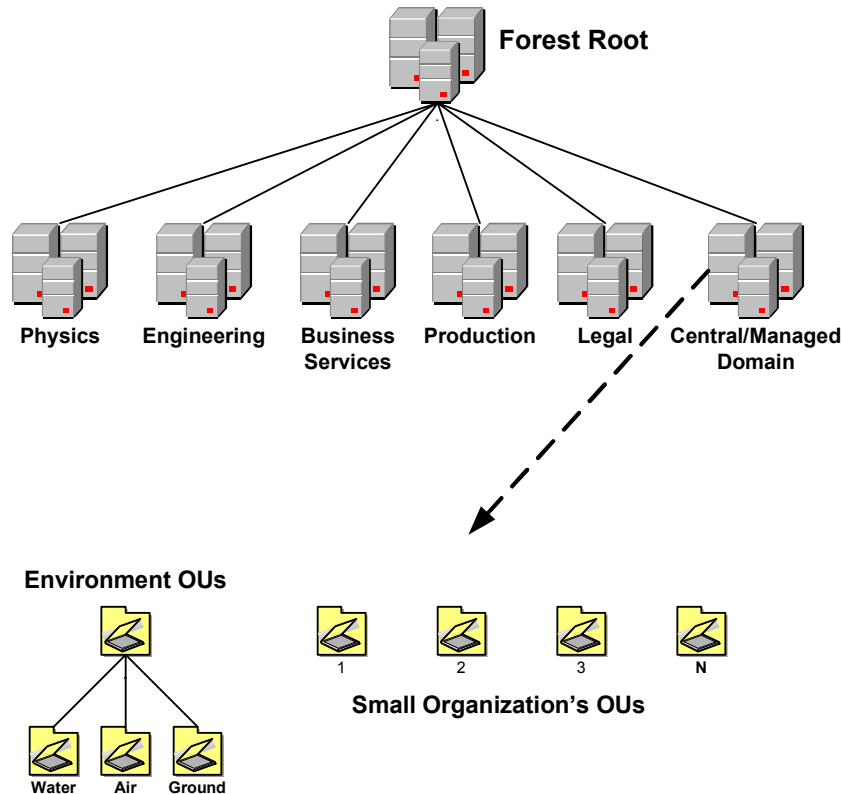 Forest Root
Physics
Engineering
Business
Services
Production
Legal
Central/Managed
Domain
Environment OUs
1
2
3
N
Small Organization's OUs
Water
Air
Ground